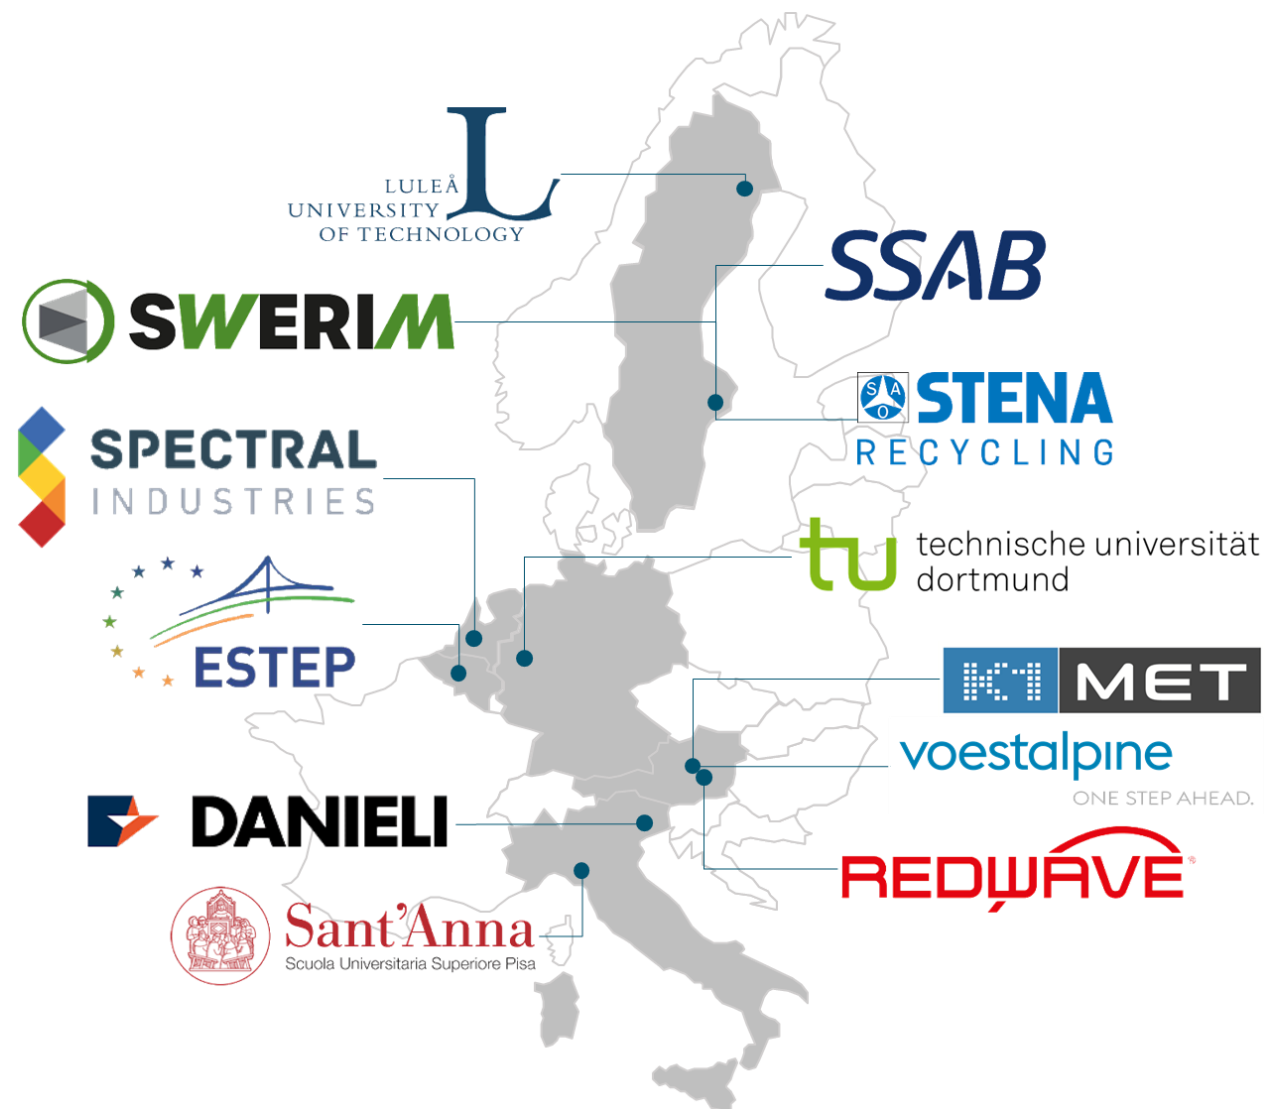 LULEÅ
UNIVERSITY
OF TECHNOLOGY
L
SSAB
SWERIM
STENA
RECYCLING
S A
O
SPECTRAL
INDUSTRIES
tu technische universität
dortmund
ESTEP
K1 MET
voestalpine
ONE STEP AHEAD.
DANIELI
REDWAVE®
Sant'Anna
Scuola Universitaria Superiore Pisa